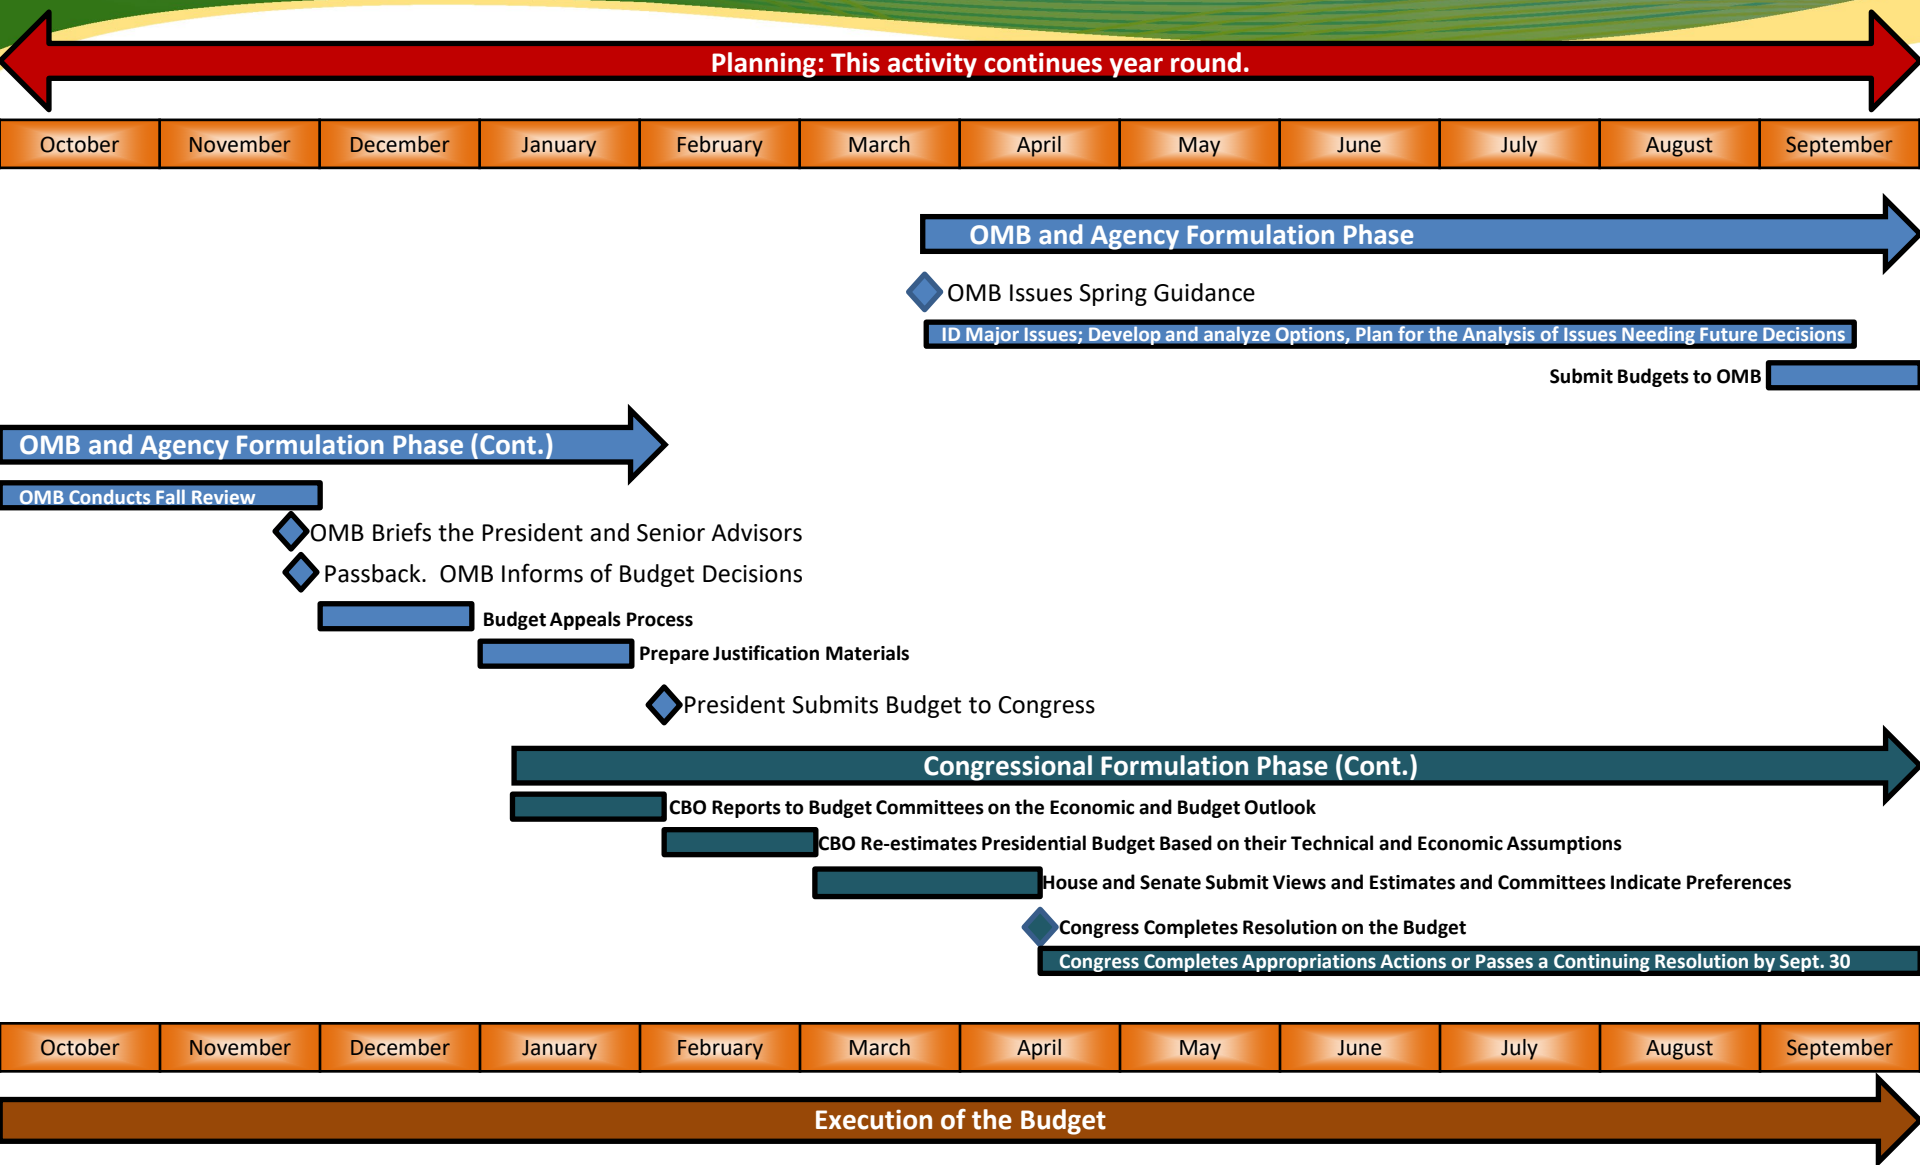 Planning: This activity continues year round.
October November December January February March April May June July August September
OMB and Agency Formulation Phase
OMB Issues Spring Guidance
ID Major Issues; Develop and analyze Options, Plan for the Analysis of Issues Needing Future Decisions
Submit Budgets to OMB
OMB and Agency Formulation Phase (Cont.)
OMB Conducts Fall Review
OMB Briefs the President and Senior Advisors
Passback. OMB Informs of Budget Decisions
Budget Appeals Process
Prepare Justification Materials
President Submits Budget to Congress
Congressional Formulation Phase (Cont.)
CBO Reports to Budget Committees on the Economic and Budget Outlook
CBO Re-estimates Presidential Budget Based on their Technical and Economic Assumptions
House and Senate Submit Views and Estimates and Committees Indicate Preferences
Congress Completes Resolution on the Budget
Congress Completes Appropriations Actions or Passes a Continuing Resolution by Sept. 30
October November December January February March April May June July August September
Execution of the Budget